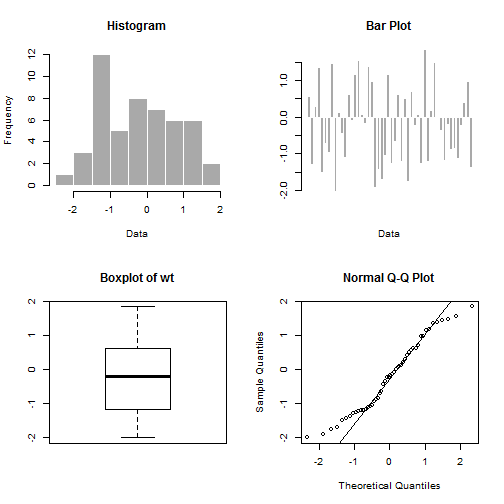 Histogram
Frequency
0 2 4 6 8 10 12
-2 -1 0 1 2
Data
Bar Plot
-2.0 -1.0 0.0 1.0
Data
Boxplot of wt
-2 -1 0 1 2
Normal Q-Q Plot
Sample Quantiles
-2 -1 0 1 2
-2 -1 0 1 2
Theoretical Quantiles